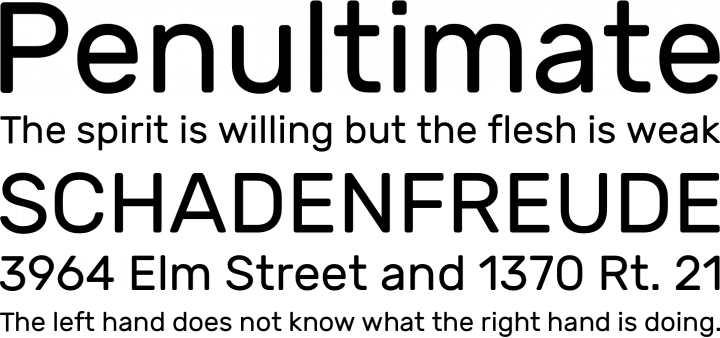 Penultimate
The spirit is willing but the flesh is weak
SCHADENFREUDE
3964 Elm Street and 1370 Rt. 21
The left hand does not know what the right hand is doing.